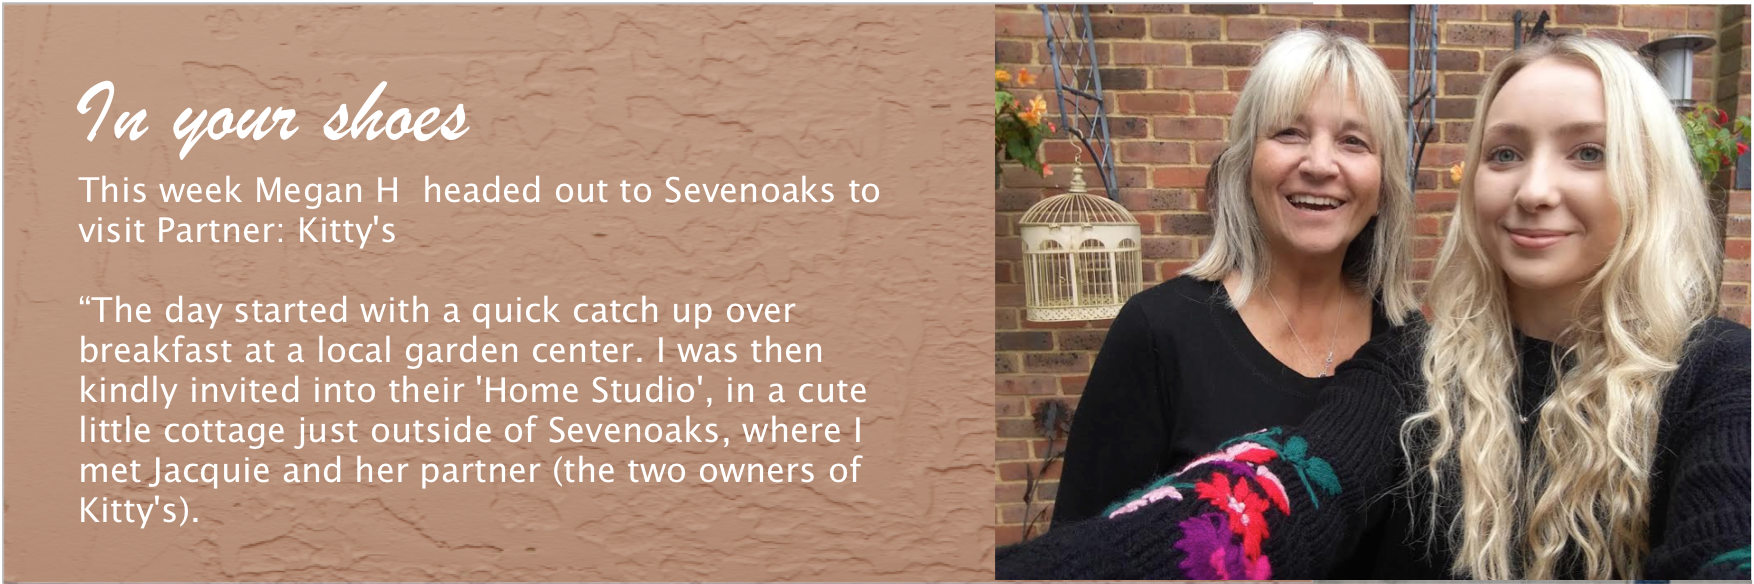 In your shoes
This week Megan H  headed out to Sevenoaks to
visit Partner: Kitty's
“The day started with a quick catch up over
breakfast at a local garden center. I was then
kindly invited into their 'Home Studio', in a cute
little cottage just outside of Sevenoaks, where I
met Jacquie and her partner (the two owners of
Kitty's).